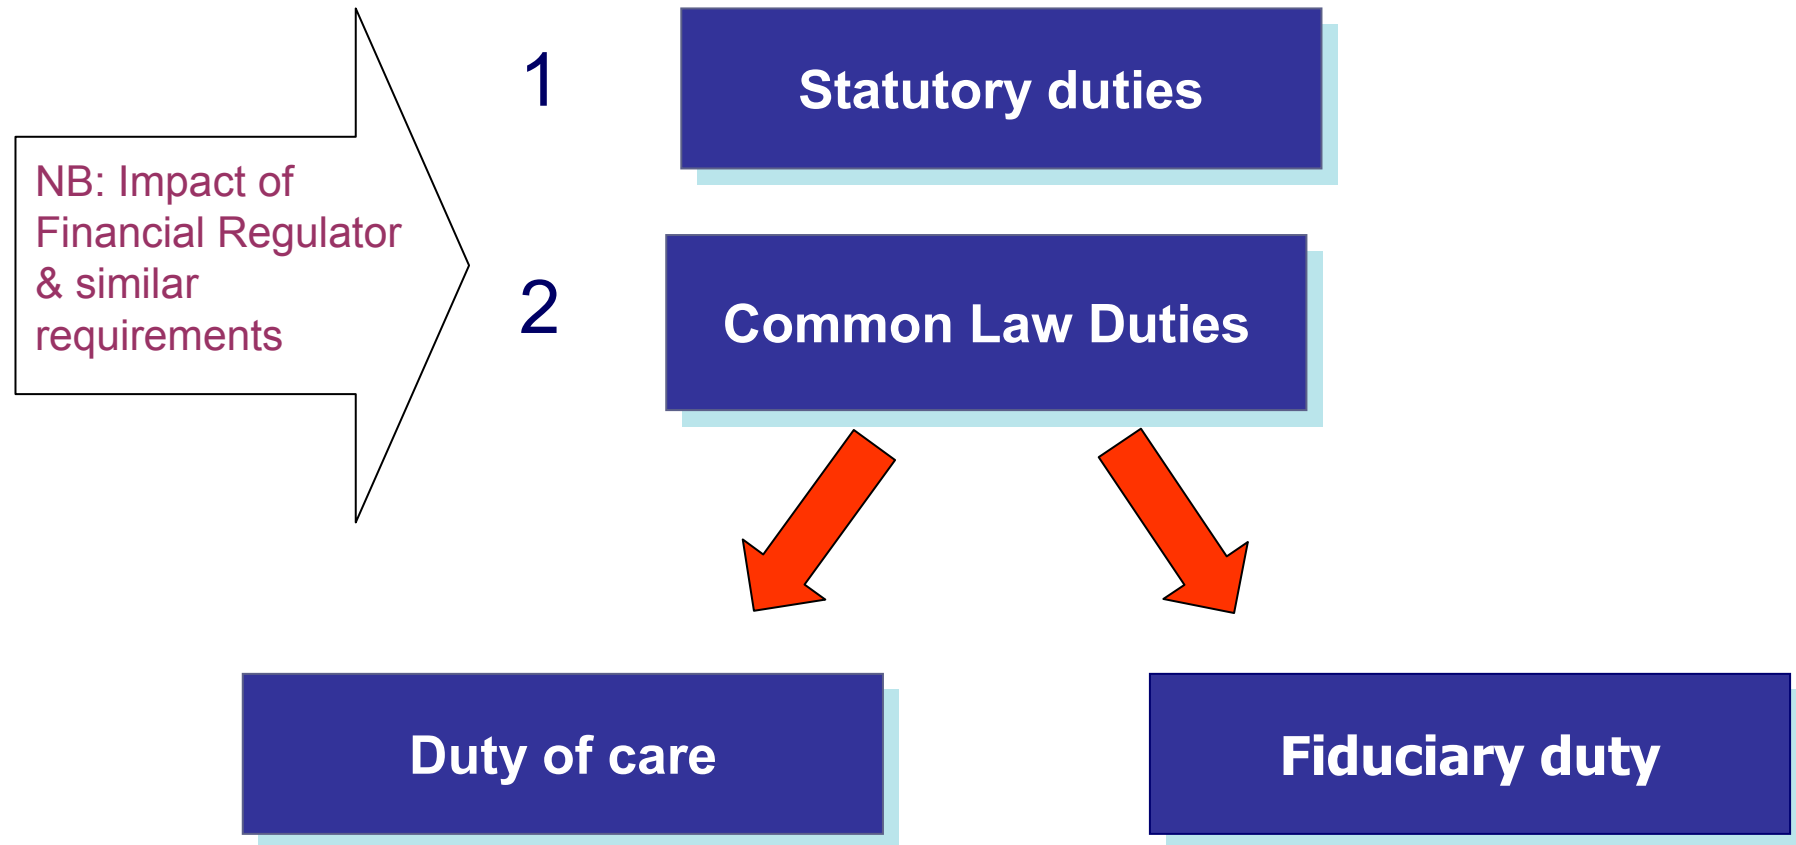 1
Statutory duties
NB: Impact of
Financial Regulator
& similar
requirements
2
Common Law Duties
Duty of care
Fiduciary duty